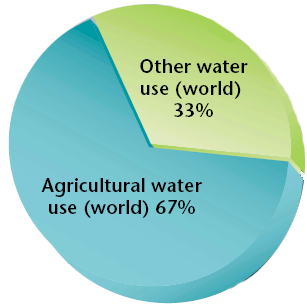 Other water
use (world)
33%
Agricultural water
use (world) 67%